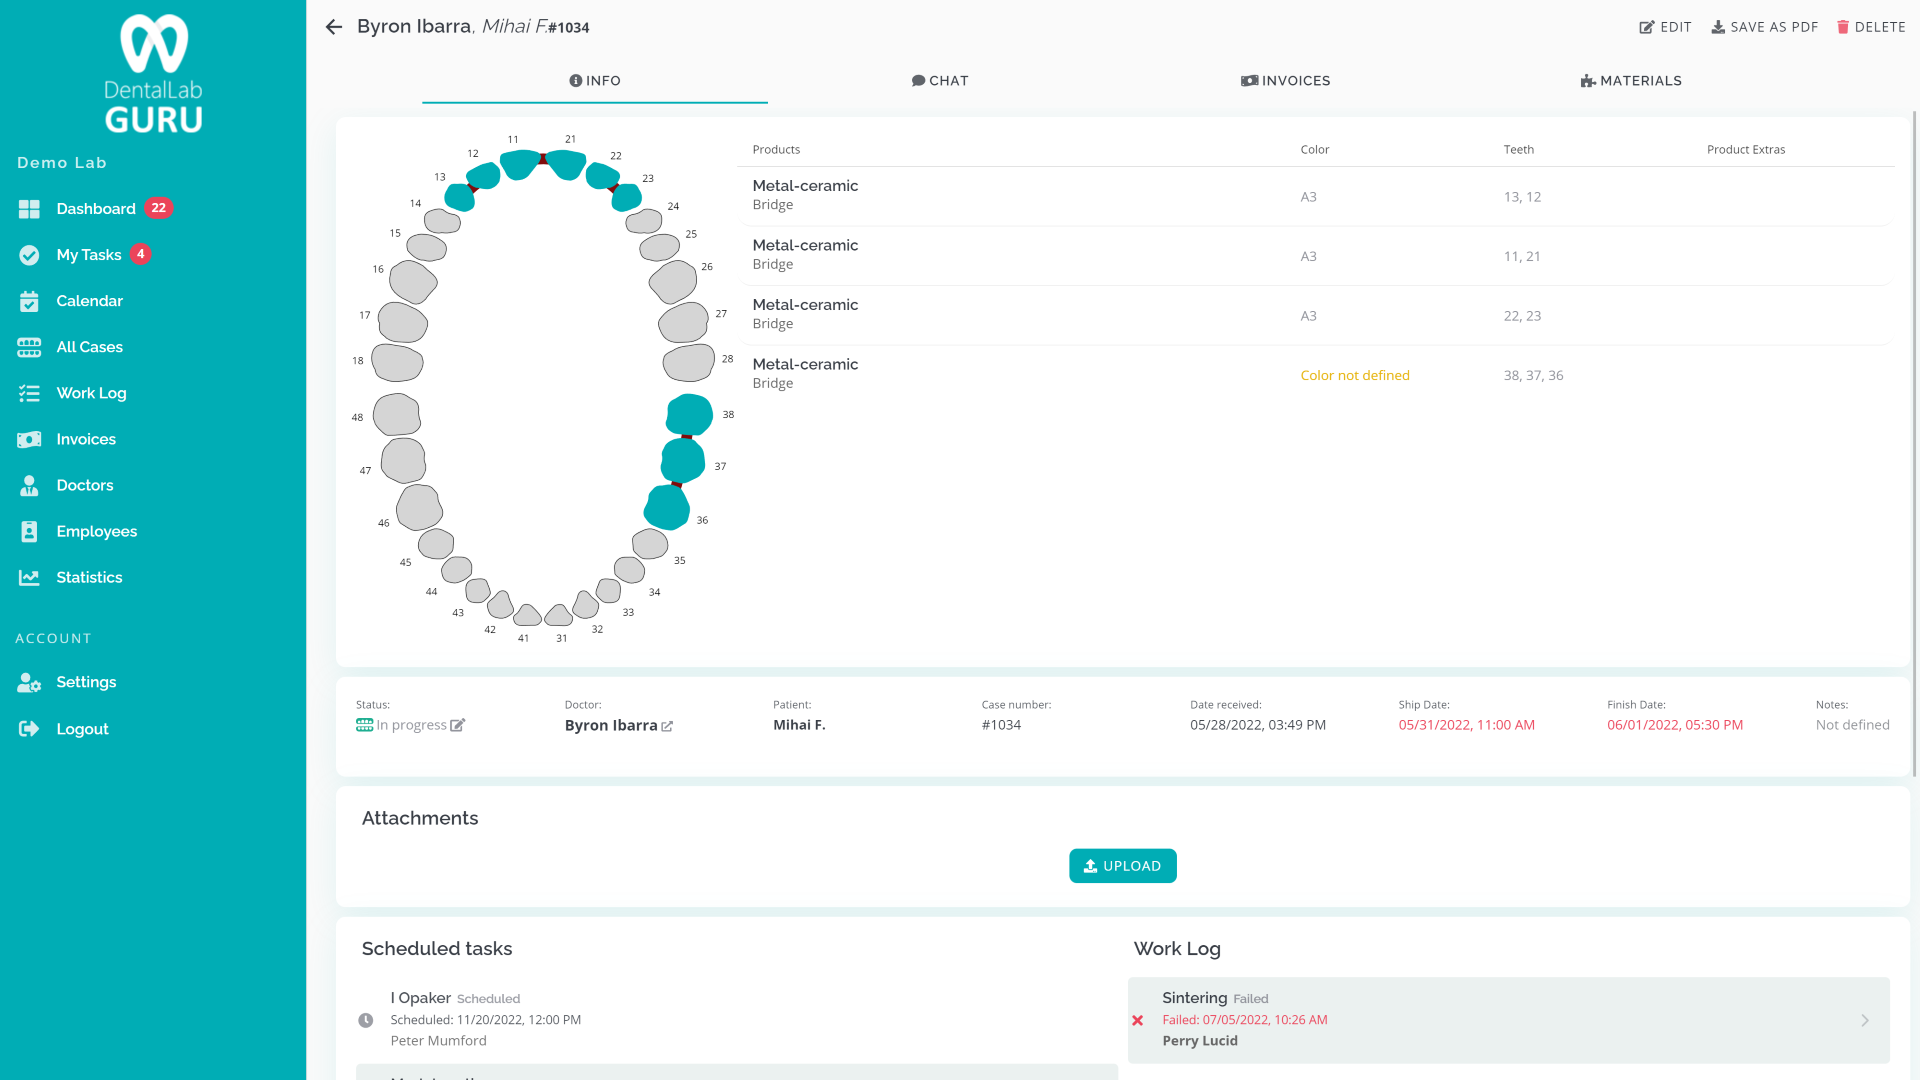 DentalLab
GURU
Demo Lab
Dashboard 22
My Tasks 4
Calendar
All Cases
Work Log
Invoices
Doctors
Employees
Statistics
ACCOUNT
Settings
Logout
Byron Ibarra, Mihai F.#1034
EDIT
SAVE AS PDF
DELETE
INFO
CHAT
INVOICES
MATERIALS
11
21
12
22
13
23
14
24
15
25
16
26
17
27
18
28
48
38
47
37
46
36
45
35
44
34
43
33
42
32
41
31
Products Color Teeth Product Extras
Metal-ceramic
Bridge
A3
13, 12
Metal-ceramic
Bridge
A3
11, 21
Metal-ceramic
Bridge
A3
22, 23
Metal-ceramic
Bridge
Color not defined
38, 37, 36
Status:
In progress
Doctor:
Byron Ibarra
Patient:
Mihai F.
Case number:
#1034
Date received:
05/28/2022, 03:49 PM
Ship Date:
05/31/2022, 11:00 AM
Finish Date:
06/01/2022, 05:30 PM
Notes:
Not defined
Attachments
UPLOAD
Scheduled tasks
I Opaker Scheduled
Scheduled: 11/20/2022, 12:00 PM
Peter Mumford
Work Log
Sintering Failed
Failed: 07/05/2022, 10:26 AM
Perry Lucid